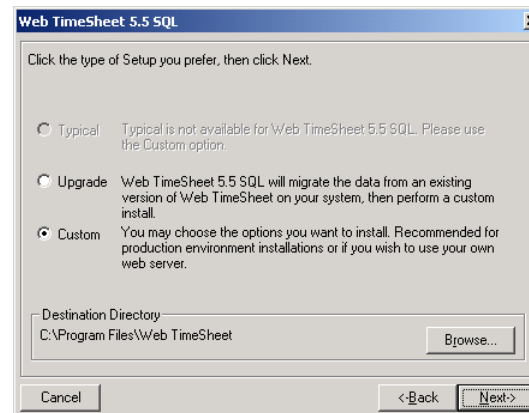 Web TimeSheet 5.5 SQL
Click the type of Setup you prefer, then click Next.
Typical Typical is not available for Web TimeSheet 5.5 SQL. Please use
the Custom option.
Upgrade Web TimeSheet 5.5 SQL will migrate the data from an existing
version of Web TimeSheet on your system, then perform a custom
install.
Custom You may choose the options you want to install. Recommended for
production environment installations or if you wish to use your own
web server.
Destination Directory
C:\Program Files\Web TimeSheet
Browse...
Cancel <-Back Next->